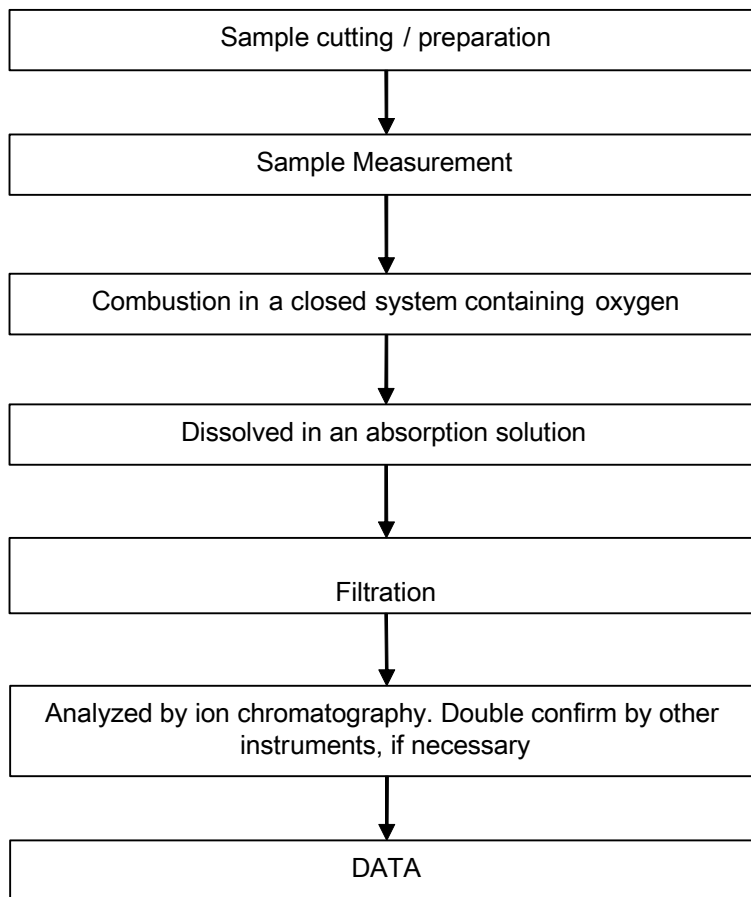 Sample cutting / preparation
Sample Measurement
Combustion in a closed system containing oxygen
Dissolved in an absorption solution
Filtration
Analyzed by ion chromatography. Double confirm by other
instruments, if necessary
DATA